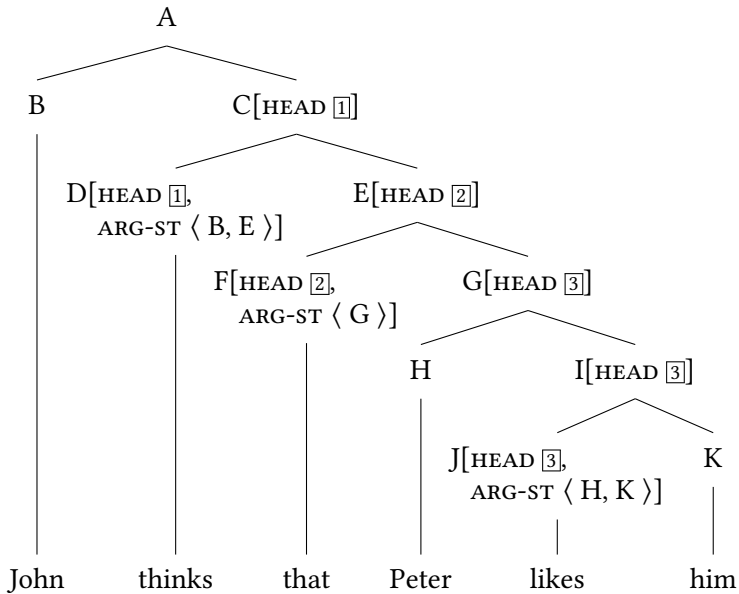 A
B C[HEAD 1]
D[HEAD 1, E[HEAD 2]
ARG-ST ⟨ B, E ⟩]
F[HEAD 2, G[HEAD 3]
ARG-ST ⟨ G ⟩]
H I[HEAD 3]
J[HEAD 3, K
ARG-ST ⟨ H, K ⟩]
John thinks that Peter likes him